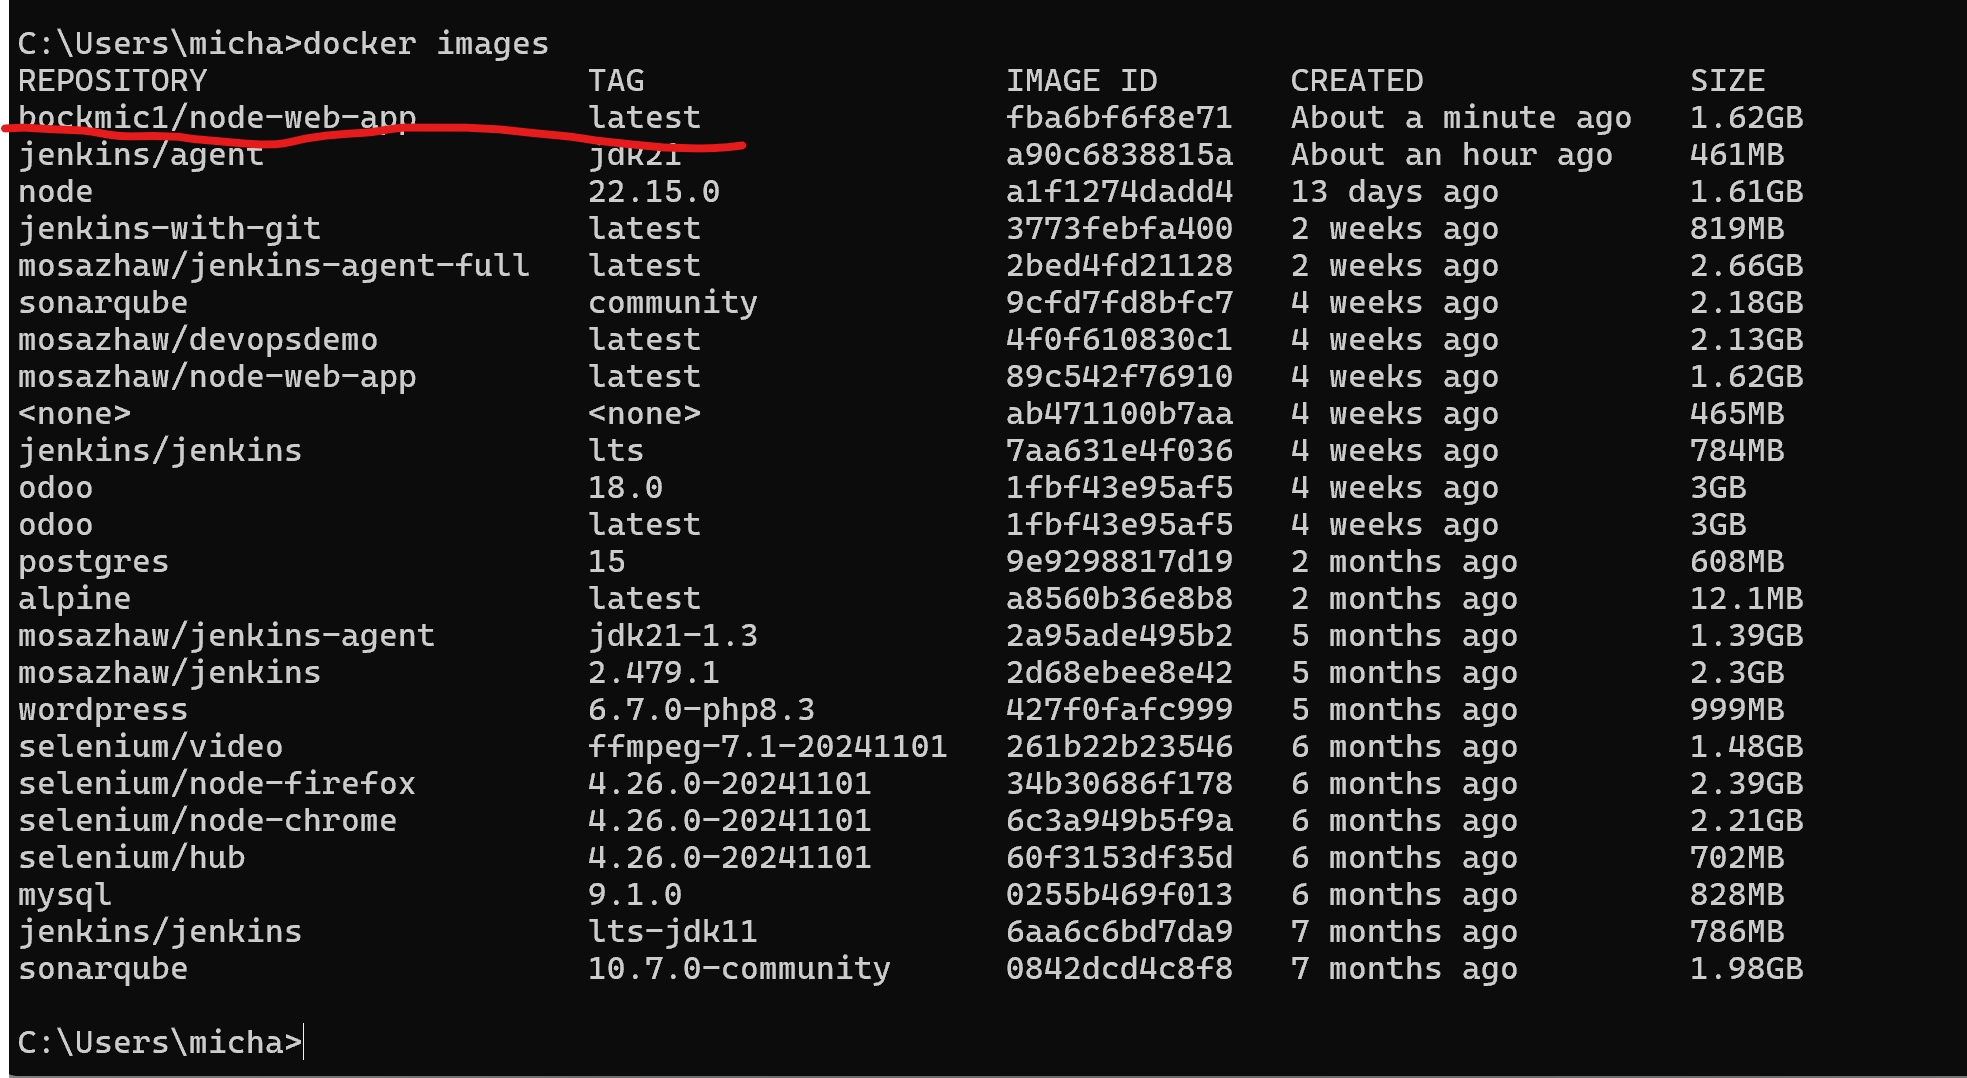 C:\Users\micha>docker images
REPOSITORY TAG IMAGE ID CREATED SIZE
bockmic1/node-web-app latest fba6bf6f8e71 About a minute ago 1.62GB
jenkins/agent jdk21 a90c6838815a About an hour ago 461MB
node 22.15.0 a1f1274dadd4 13 days ago 1.61GB
jenkins-with-git latest 3773febfa400 2 weeks ago 819MB
mosazhaw/jenkins-agent-full latest 2bed4fd21128 2 weeks ago 2.66GB
sonarqube community 9cfd7fd8bfc7 4 weeks ago 2.18GB
mosazhaw/devopsdemo latest 4f0f610830c1 4 weeks ago 2.13GB
mosazhaw/node-web-app latest 89c542f76910 4 weeks ago 1.62GB
<none> <none> ab471100b7aa 4 weeks ago 465MB
jenkins/jenkins lts 7aa631e4f036 4 weeks ago 784MB
odoo 18.0 1fbf43e95af5 4 weeks ago 3GB
odoo latest 1fbf43e95af5 4 weeks ago 3GB
postgres 15 9e9298817d19 2 months ago 608MB
alpine latest a8560b36e8b8 2 months ago 12.1MB
mosazhaw/jenkins-agent jdk21-1.3 2a95ade495b2 5 months ago 1.39GB
mosazhaw/jenkins 2.479.1 2d68ebee8e42 5 months ago 2.3GB
wordpress 6.7.0-php8.3 427f0fafc999 5 months ago 999MB
selenium/video ffmpeg-7.1-20241101 261b22b23546 6 months ago 1.48GB
selenium/node-firefox 4.26.0-20241101 34b30686f178 6 months ago 2.39GB
selenium/node-chrome 4.26.0-20241101 6c3a949b5f9a 6 months ago 2.21GB
selenium/hub 4.26.0-20241101 60f3153df35d 6 months ago 702MB
mysql 9.1.0 0255b469f013 6 months ago 828MB
jenkins/jenkins lts-jdk11 6aa6c6bd7da9 7 months ago 786MB
sonarqube 10.7.0-community 0842dcd4c8f8 7 months ago 1.98GB
C:\Users\micha>